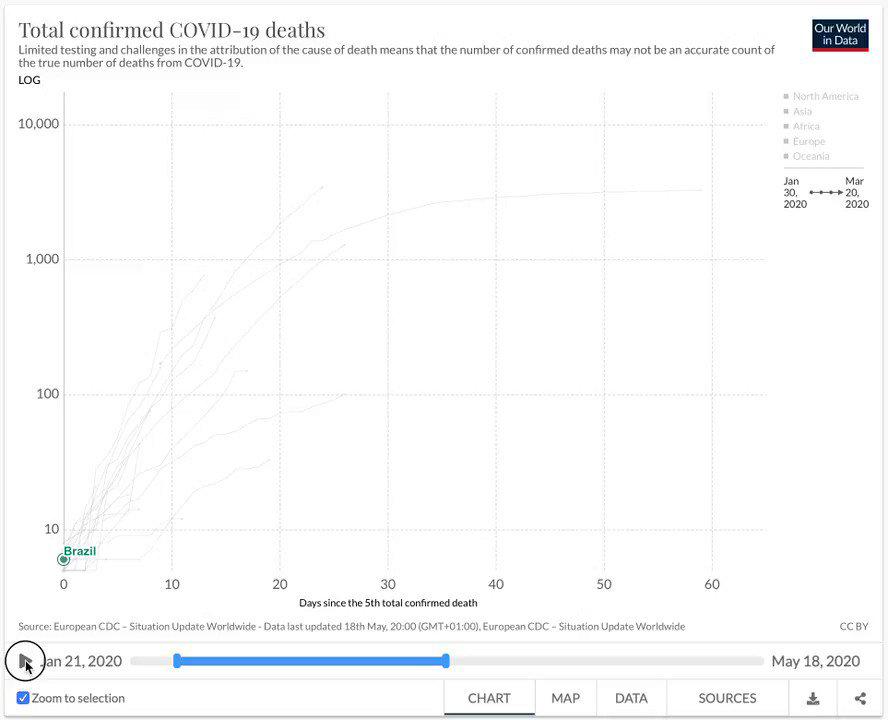 Total confirmed COVID-19 deaths
Limited testing and challenges in the attribution of the cause of death means that the number of confirmed deaths may not be an accurate count of
the true number of deaths from COVID-19.
Our World
in Data
LOG
10,000
1,000
100
10
Brazil
0 10 20 30 40 50 60
Days since the 5th total confirmed death
North America
Asia
Africa
Europe
Oceania
Jan
30,
2020
Mar
20,
2020
Source: European CDC – Situation Update Worldwide - Data last updated 18th May, 20:00 (GMT+01:00), European CDC – Situation Update Worldwide
CC BY
Jan 21, 2020
May 18, 2020
Zoom to selection
CHART
MAP
DATA
SOURCES